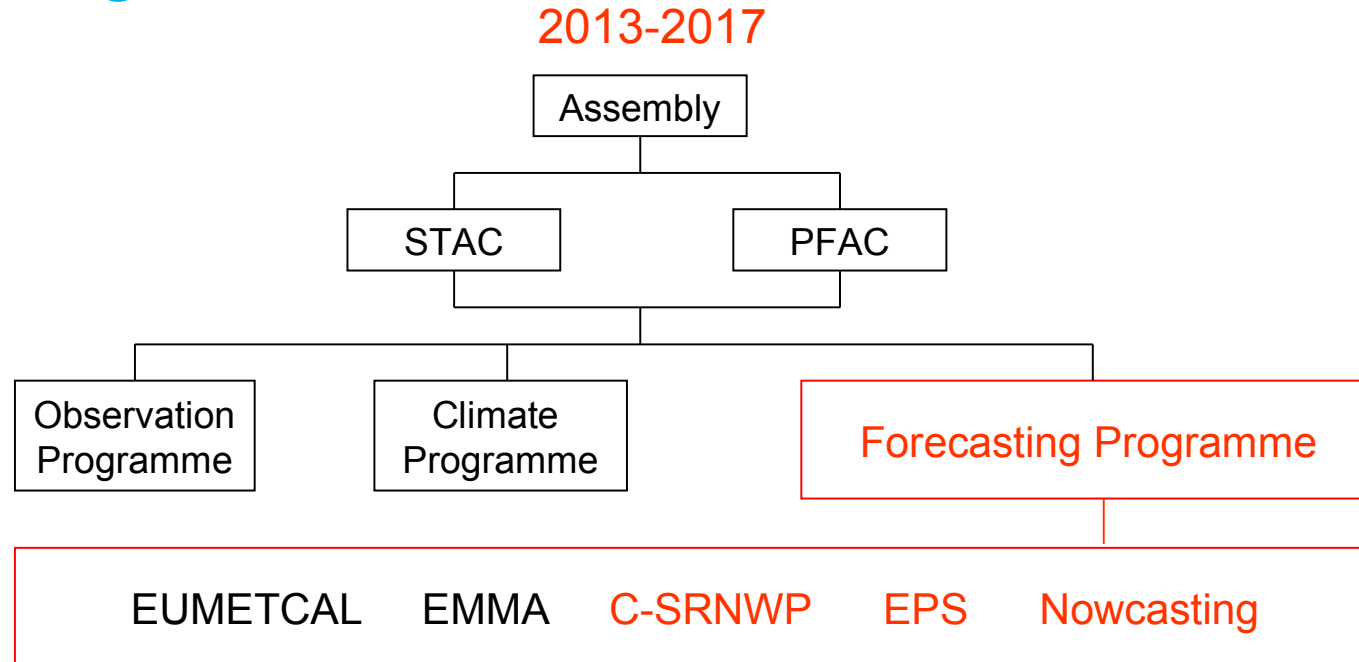 2013-2017
Assembly
STAC
PFAC
Observation
Programme
Climate
Programme
Forecasting Programme
EUMETCAL EMMA C-SRNWP EPS Nowcasting